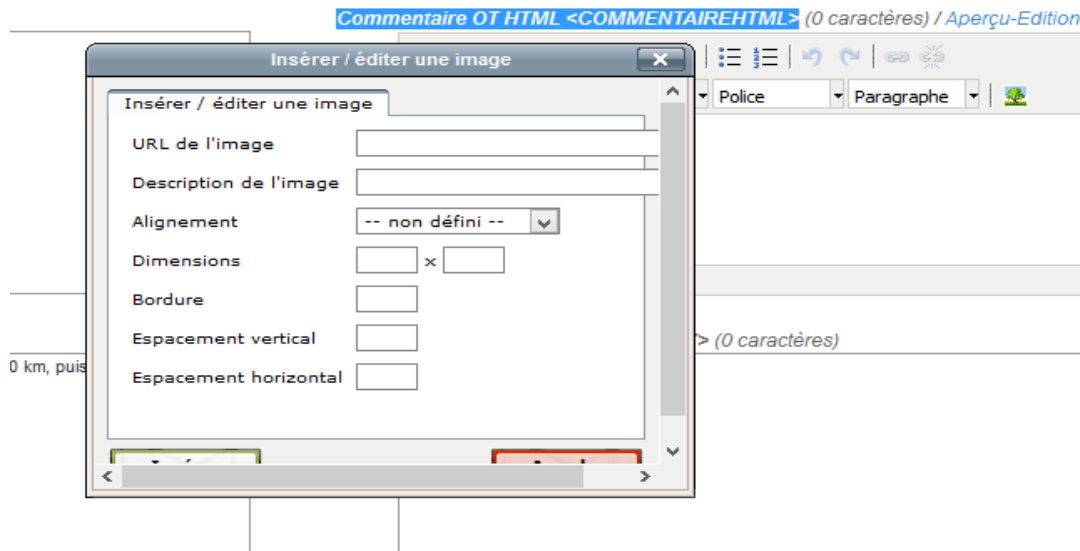 Commentaire OT HTML <COMMENTAIREHTML> (0 caractères) / Aperçu-Edition
Insérer / éditer une image
Police
Paragraphe
Insérer / éditer une image
URL de l'image
Description de l'image
Alignement
-- non défini --
Dimensions
x
Bordure
Espacement vertical
> (0 caractères)
0 km, puis
Espacement horizontal